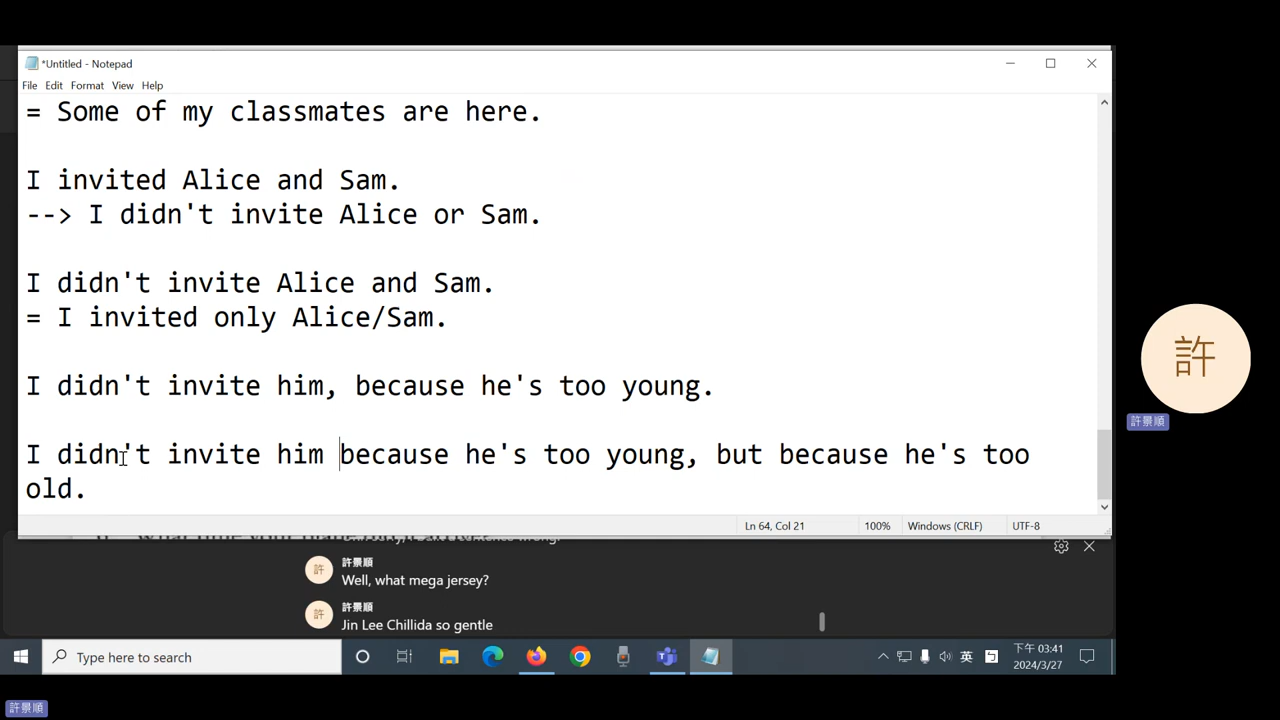 *Untitled - Notepad
File Edit Format View Help
= Some of my classmates are here.
I invited Alice and Sam.
--> I didn't invite Alice or Sam.
I didn't invite Alice and Sam.
= I invited only Alice/Sam.
I didn't invite him, because he's too young.
I didn't invite him because he's too young, but because he's too
old.
Ln 64, Col 21 100% Windows (CRLF) UTF-8
許景順
許 Well, what mega jersey?
許景順
許 Jin Lee Chillida so gentle
Type here to search
英
下午 03:41
2024/3/27
許
許景順
許景順